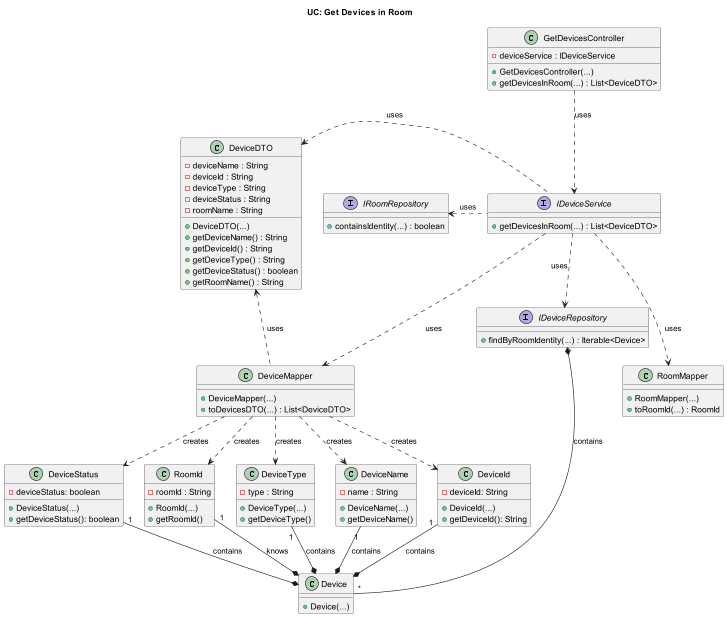 UC: Get Devices in Room
C GetDevicesController
deviceService : IDeviceService
GetDevicesController(...)
getDevicesInRoom(...) : List<DeviceDTO>
uses
uses
C DeviceDTO
deviceName : String
deviceId : String
deviceType : String
deviceStatus : String
roomName : String
DeviceDTO(...)
getDeviceName() : String
getDeviceId() : String
getDeviceType() : String
getDeviceStatus() : boolean
getRoomName() : String
I IRoomRepository
containsIdentity(...) : boolean
uses
I IDeviceService
getDevicesInRoom(...) : List<DeviceDTO>
uses
uses
uses
uses
I IDeviceRepository
findByRoomIdentity(...) : Iterable<Device>
C DeviceMapper
DeviceMapper(...)
toDevicesDTO(...) : List<DeviceDTO>
C RoomMapper
RoomMapper(...)
toRoomId(...) : RoomId
creates
creates
creates
creates
creates
contains
C DeviceStatus
deviceStatus: boolean
DeviceStatus(...)
getDeviceStatus(): boolean
C RoomId
roomId : String
RoomId(...)
getRoomId()
C DeviceType
type : String
DeviceType(...)
getDeviceType()
C DeviceName
name : String
DeviceName(...)
getDeviceName()
C DeviceId
deviceId: String
DeviceId(...)
getDeviceId(): String
1
1
1
1
1
contains
knows
contains
contains
contains
C Device
Device(...)
*